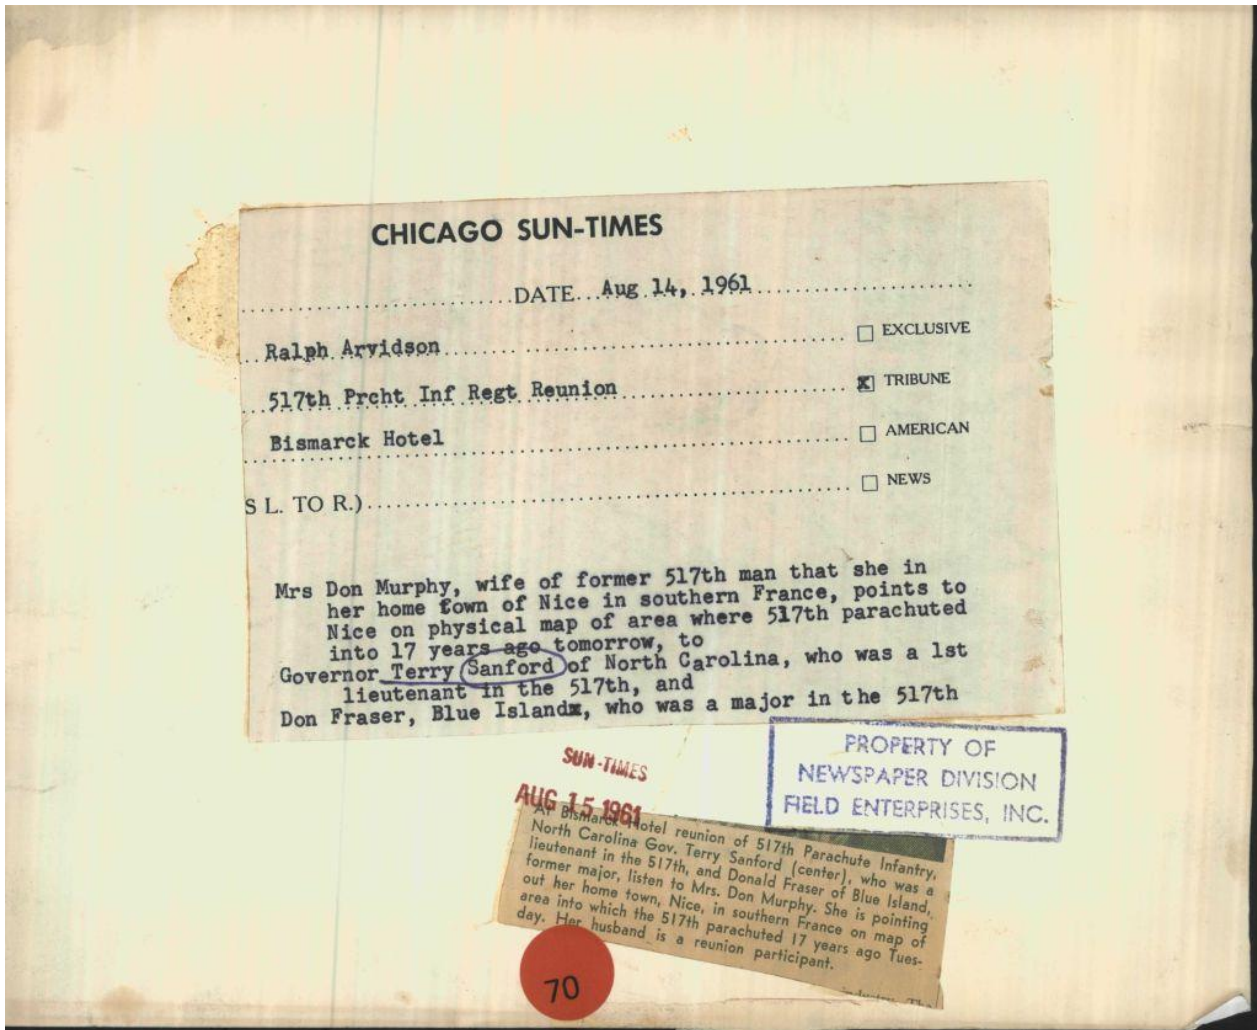 CHICAGO SUN-TIMES
DATE Aug 14, 1961
Ralph Arvidson
EXCLUSIVE
517th Prcht Inf Regt Reunion
X TRIBUNE
Bismarck Hotel
AMERICAN
S L. TO R.)
NEWS
Mrs Don Murphy, wife of former 517th man that she in
her home town of Nice in southern France, points to
Nice on physical map of area where 517th parachuted
into 17 years ago tomorrow, to
Governor Terry Sanford of North Carolina, who was a 1st
lieutenant in the 517th, and
Don Fraser, Blue Islandx, who was a major in the 517th
PROPERTY OF
NEWSPAPER DIVISION
FIELD ENTERPRISES, INC.
SUN-TIMES
AUG 15 1961
At Bismarck Hotel reunion of 517th Parachute Infantry,
North Carolina Gov. Terry Sanford (center), who was a
lieutenant in the 517th, and Donald Fraser of Blue Island,
former major, listen to Mrs. Don Murphy. She is pointing
out her home town, Nice, in southern France on map of
area into which the 517th parachuted 17 years ago Tues-
day. Her husband is a reunion participant.
70